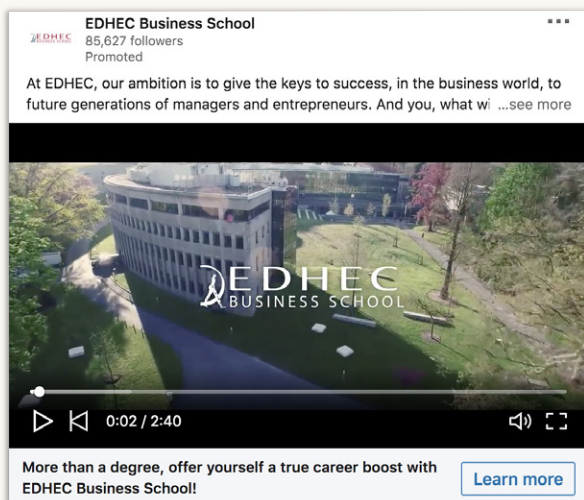 EDHEC
BUSINESS SCHOOL
EDHEC Business School
85,627 followers
Promoted
At EDHEC, our ambition is to give the keys to success, in the business world, to
future generations of managers and entrepreneurs. And you, what wi ...see more
EDHEC
BUSINESS SCHOOL
0:02 / 2:40
More than a degree, offer yourself a true career boost with
EDHEC Business School!
Learn more